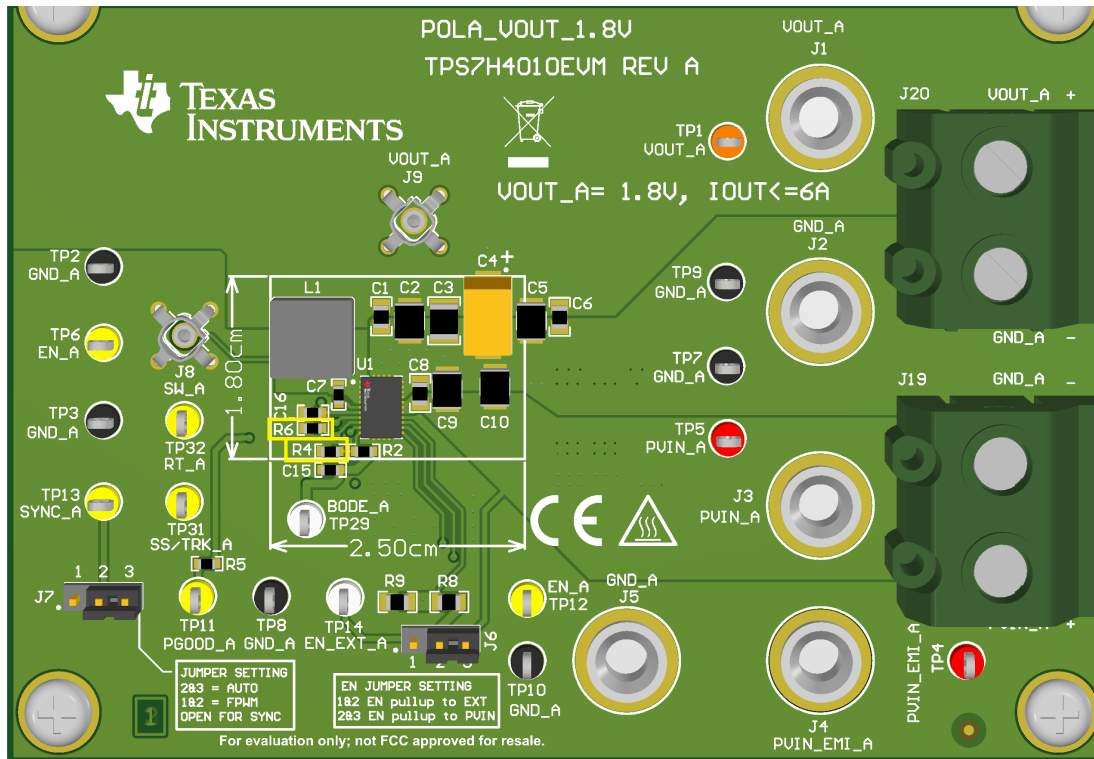 POLA_VOUT_1.8V
TPS7H4010EVM REV A
TEXAS
INSTRUMENTS
VOUT_A
J1
J20
VOUT_A +
TP1
VOUT_A
VOUT_A
J9
VOUT_A= 1.8V, IOUT<=6A
GND_A
J2
TP2
GND_A
C4
+
TP9
GND_A
L1
C1
C2
C3
C5
C6
TP6
EN_A
1.80cm
GND_A -
J8
SW_A
U1
TP7
GND_A
C7
C8
J19
GND_A -
TP3
GND_A
C16
C9
C10
R6
TP5
PVIN_A
TP32
RT_A
R4
R2
C15
TP13
SYNC_A
J3
PVIN_A
BODE_A
TP29
CE
TP31
SS/TRK_A
2.50cm
R5
1 2 3
J7
R9
R8
EN_A
TP12
GND_A
J5
TP11
PGOOD_A
TP8
GND_A
TP14
EN_EXT_A
J6
1 2 3
PVIN_A +
PVIN_EMI_A
TP4
JUMPER SETTING
2&3 = AUTO
1&2 = FPWM
OPEN FOR SYNC
EN JUMPER SETTING
1&2 EN pullup to EXT
2&3 EN pullup to PVIN
TP10
GND_A
1
J4
PVIN_EMI_A
For evaluation only; not FCC approved for resale.